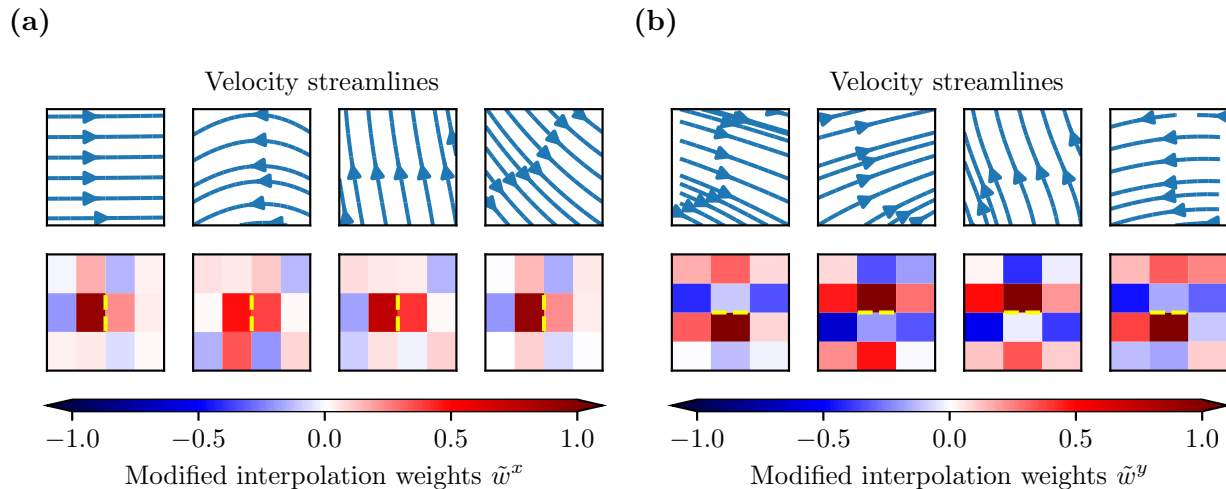 (a)
(b)
Velocity streamlines
Velocity streamlines
−1.0 −0.5 0.0 0.5 1.0
−1.0 −0.5 0.0 0.5 1.0
Modified interpolation weights w̃ˣ
Modified interpolation weights w̃ʸ